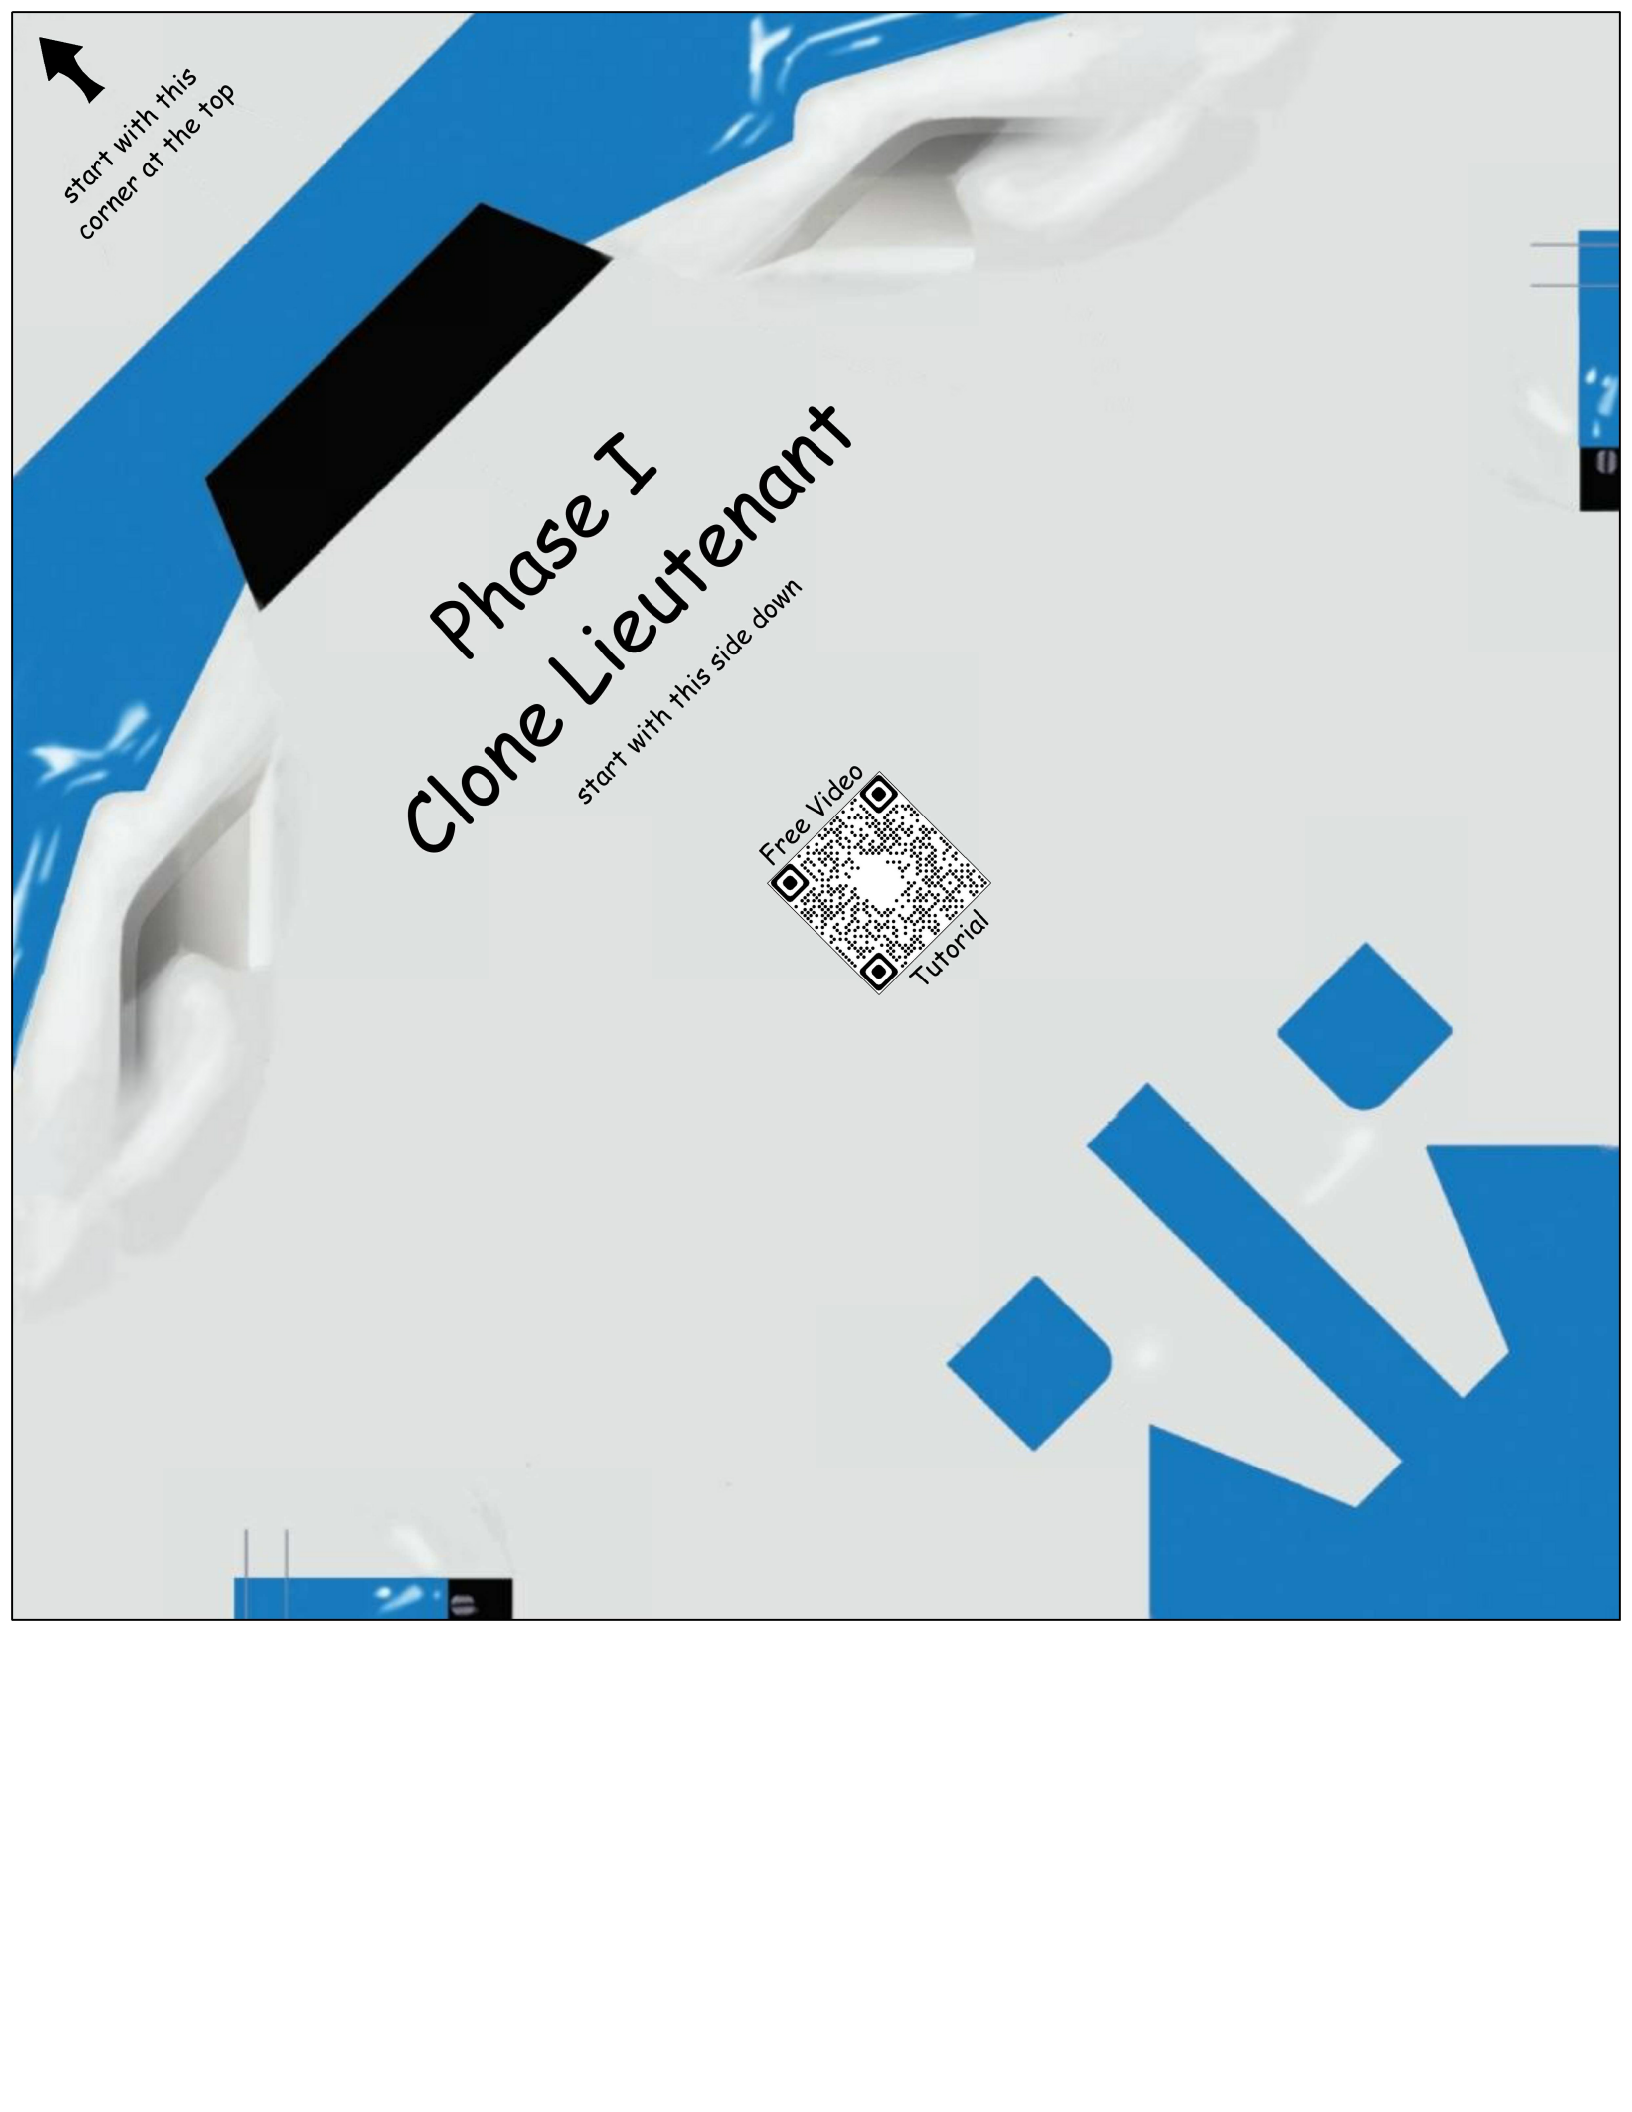 start with this
corner at the top
Phase I
Clone Lieutenant
start with this side down
Free Video
Tutorial